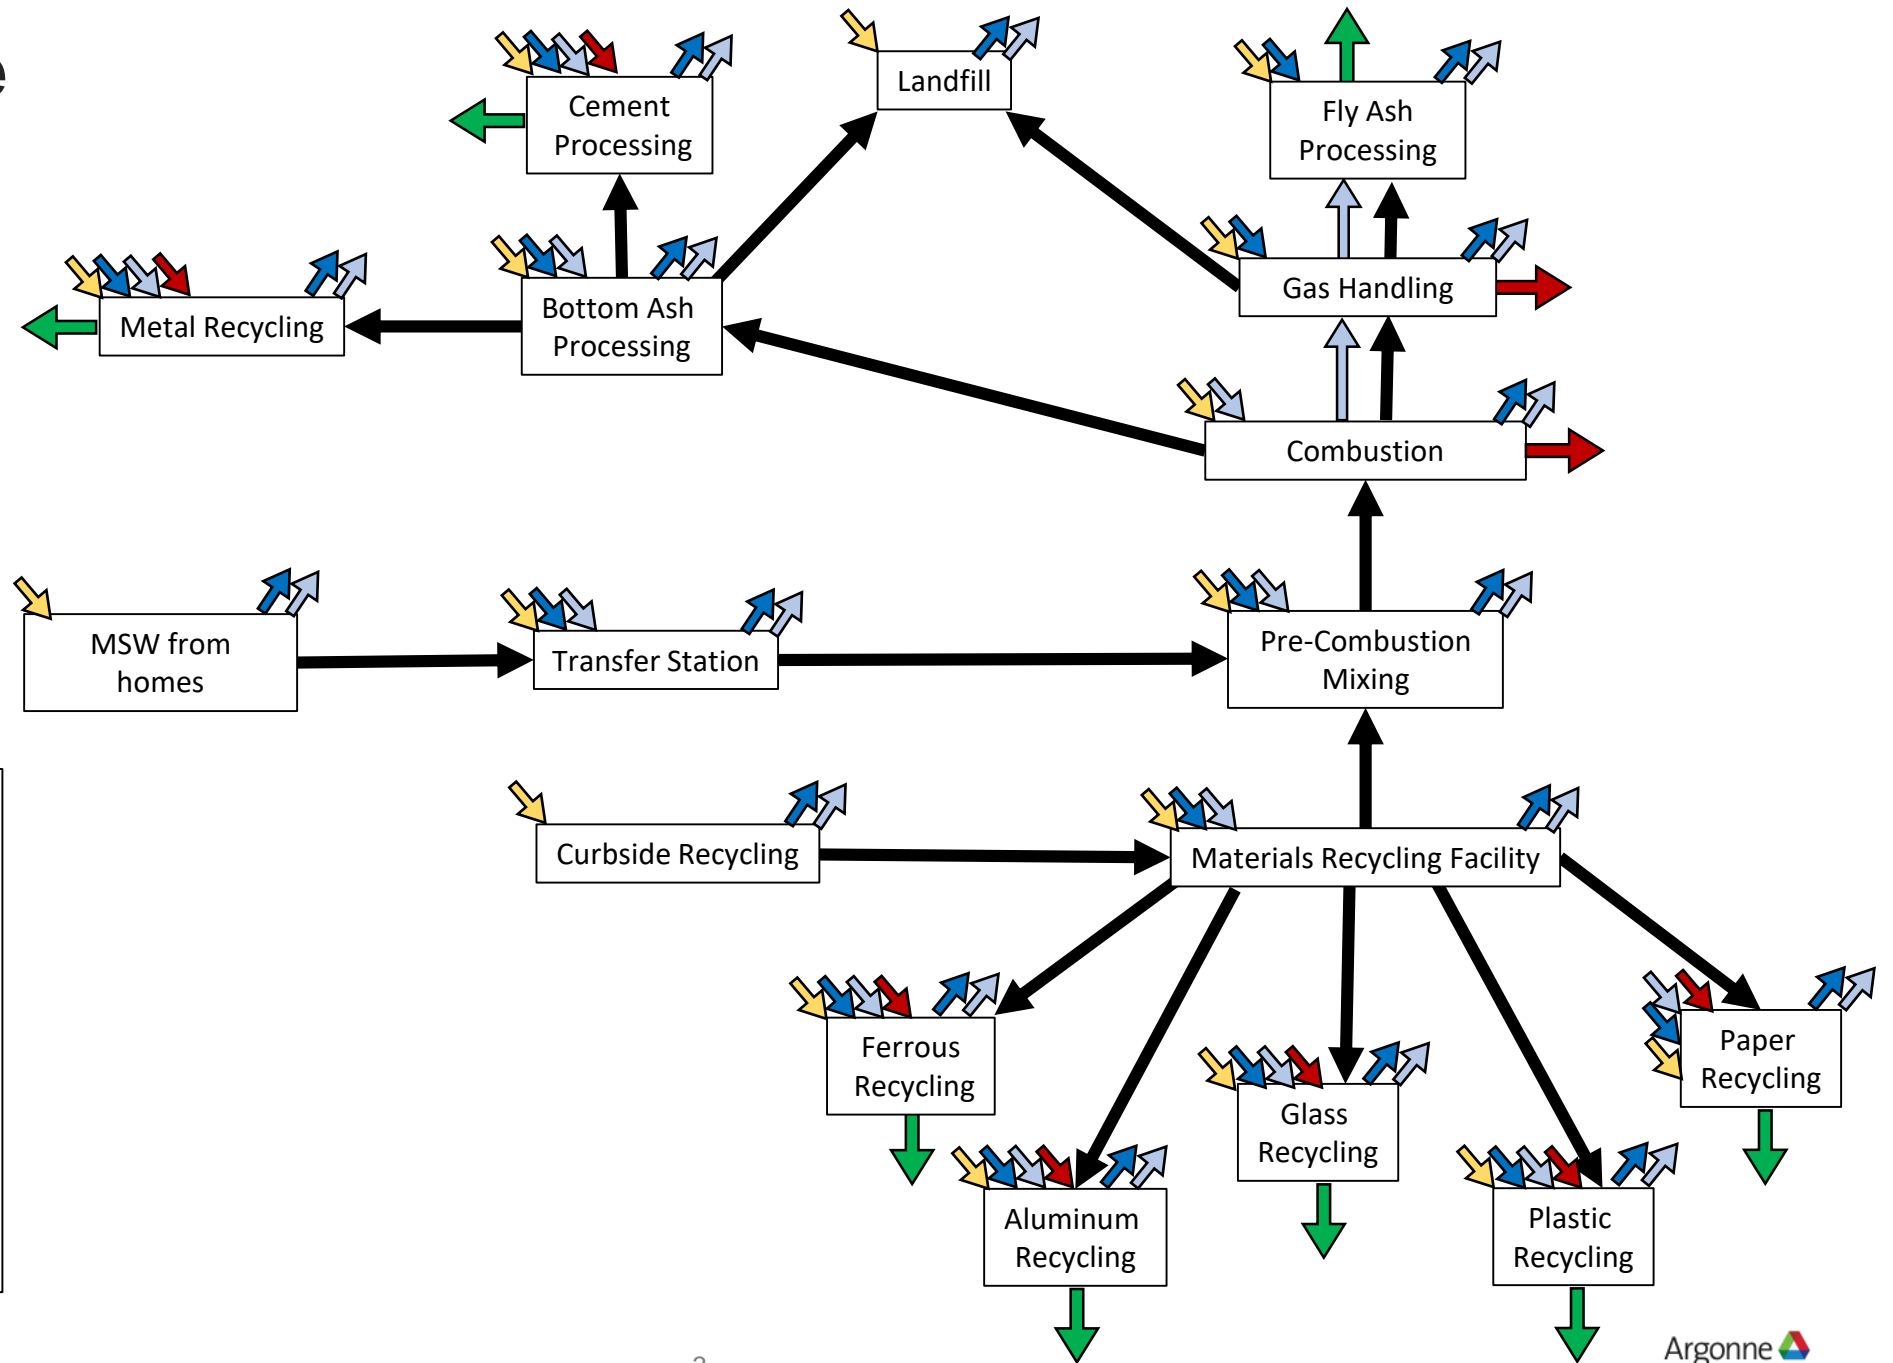 e
Cement
Processing
Landfill
Fly Ash
Processing
Metal Recycling
Bottom Ash
Processing
Gas Handling
Combustion
MSW from
homes
Transfer Station
Pre-Combustion
Mixing
Curbside Recycling
Materials Recycling Facility
Ferrous
Recycling
Glass
Recycling
Paper
Recycling
Aluminum
Recycling
Plastic
Recycling
Argonne